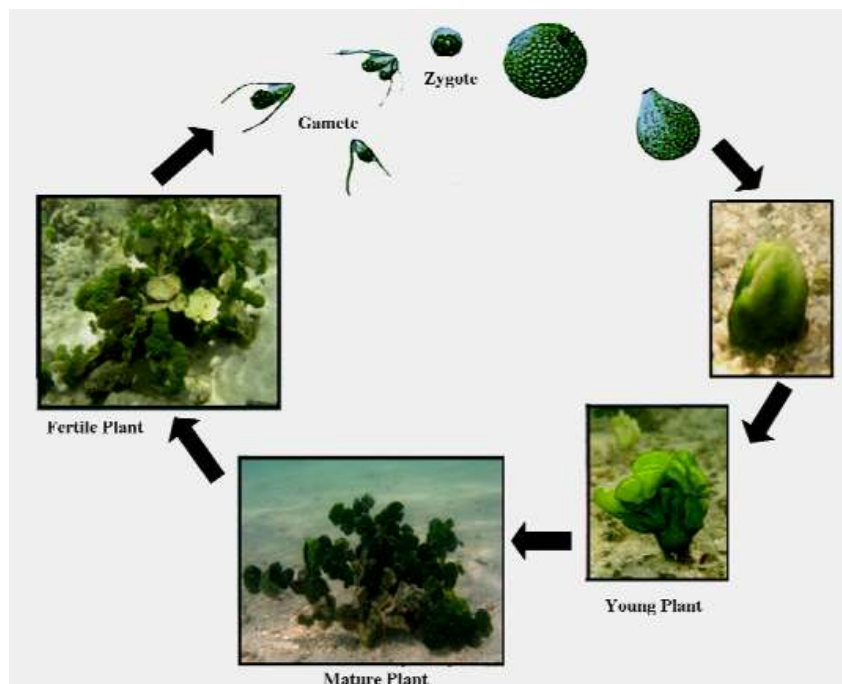 Zygote
Gamete
Fertile Plant
Young Plant
Mature Plant